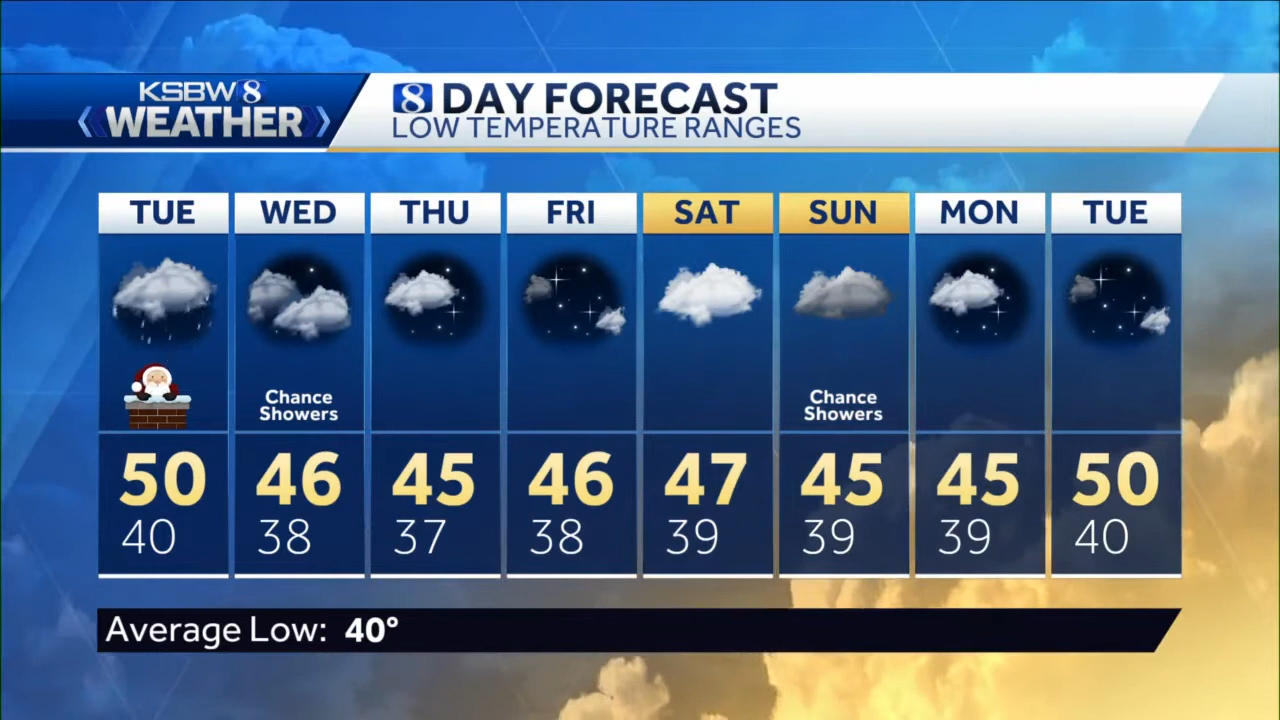 KSBW 8
WEATHER
8 DAY FORECAST
LOW TEMPERATURE RANGES
TUE WED THU FRI SAT SUN MON TUE
Chance
Showers
Chance
Showers
50 46 45 46 47 45 45 50
40 38 37 38 39 39 39 40
Average Low: 40°